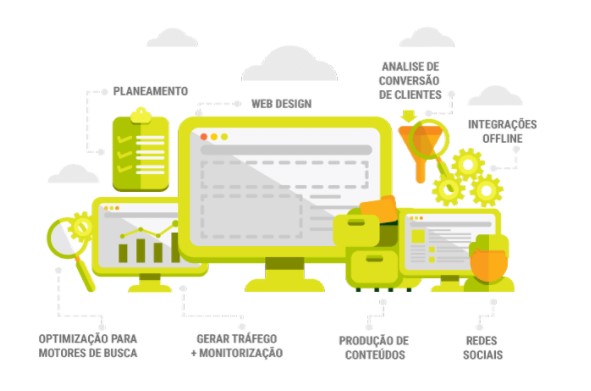 PLANEAMENTO
WEB DESIGN
ANALISE DE
CONVERSÃO
DE CLIENTES
INTEGRAÇÕES
OFFLINE
OPTIMIZAÇÃO PARA
MOTORES DE BUSCA
GERAR TRÁFEGO
+ MONITORIZAÇÃO
PRODUÇÃO DE
CONTEÚDOS
REDES
SOCIAIS